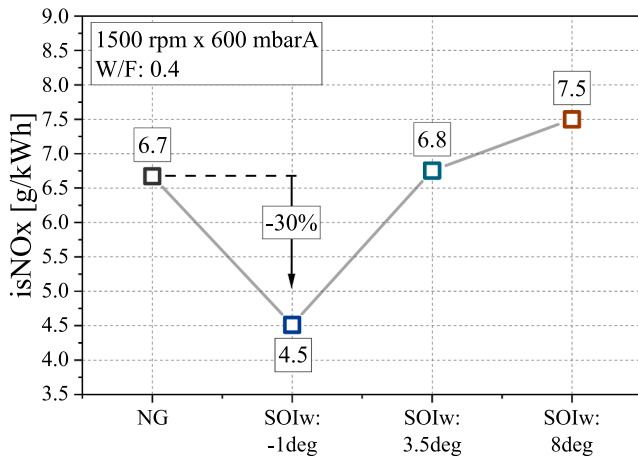 1500 rpm x 600 mbarA
W/F: 0.4
isNOx [g/kWh]
9.0
8.5
8.0
7.5
7.0
6.5
6.0
5.5
5.0
4.5
4.0
3.5
6.7
-30%
4.5
6.8
7.5
NG
SOIw:
-1deg
SOIw:
3.5deg
SOIw:
8deg